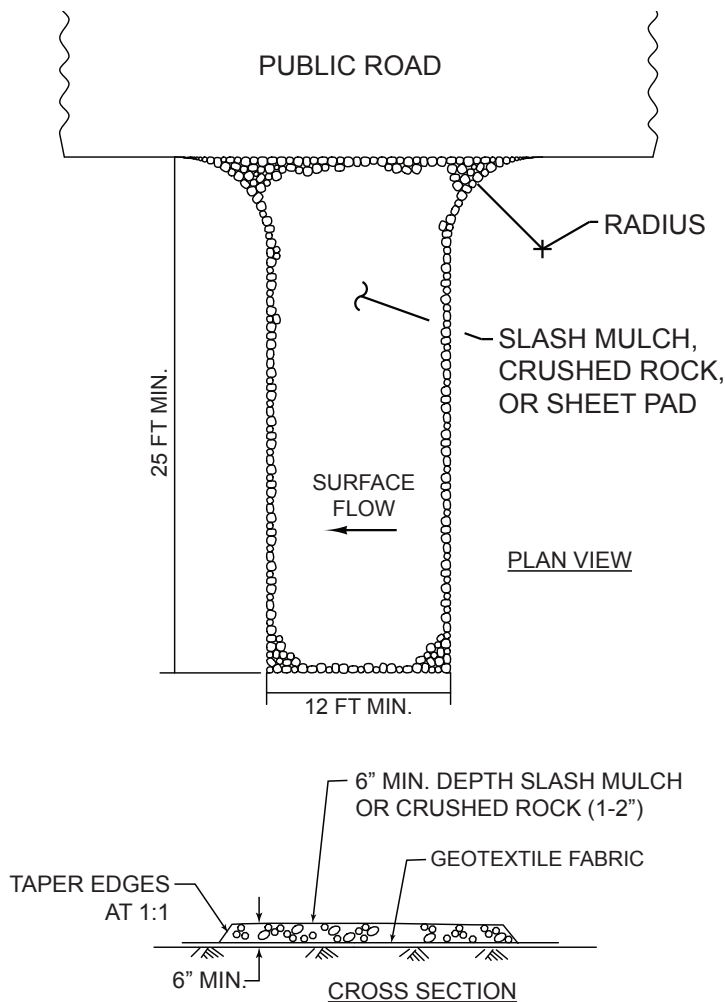 PUBLIC ROAD
RADIUS
SLASH MULCH,
CRUSHED ROCK,
OR SHEET PAD
25 FT MIN.
SURFACE
FLOW
PLAN VIEW
12 FT MIN.
6” MIN. DEPTH SLASH MULCH
OR CRUSHED ROCK (1-2”)
GEOTEXTILE FABRIC
TAPER EDGES
AT 1:1
6” MIN.
CROSS SECTION